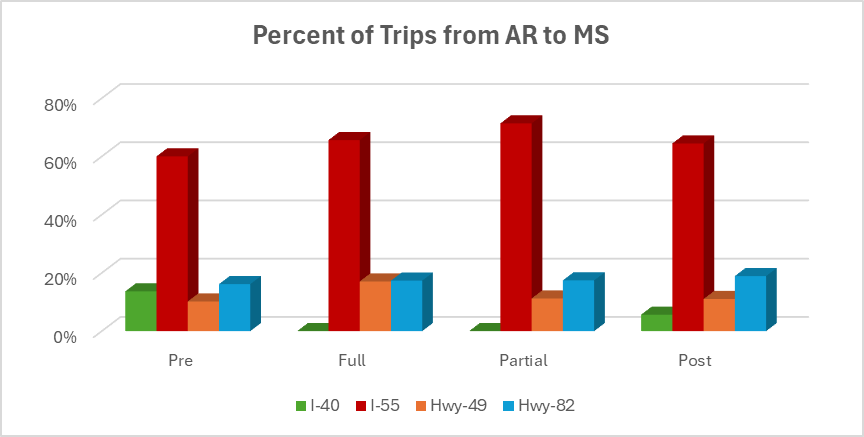 Percent of Trips from AR to MS
80%
60%
40%
20%
0%
Pre Full Partial Post
I-40 I-55 Hwy-49 Hwy-82